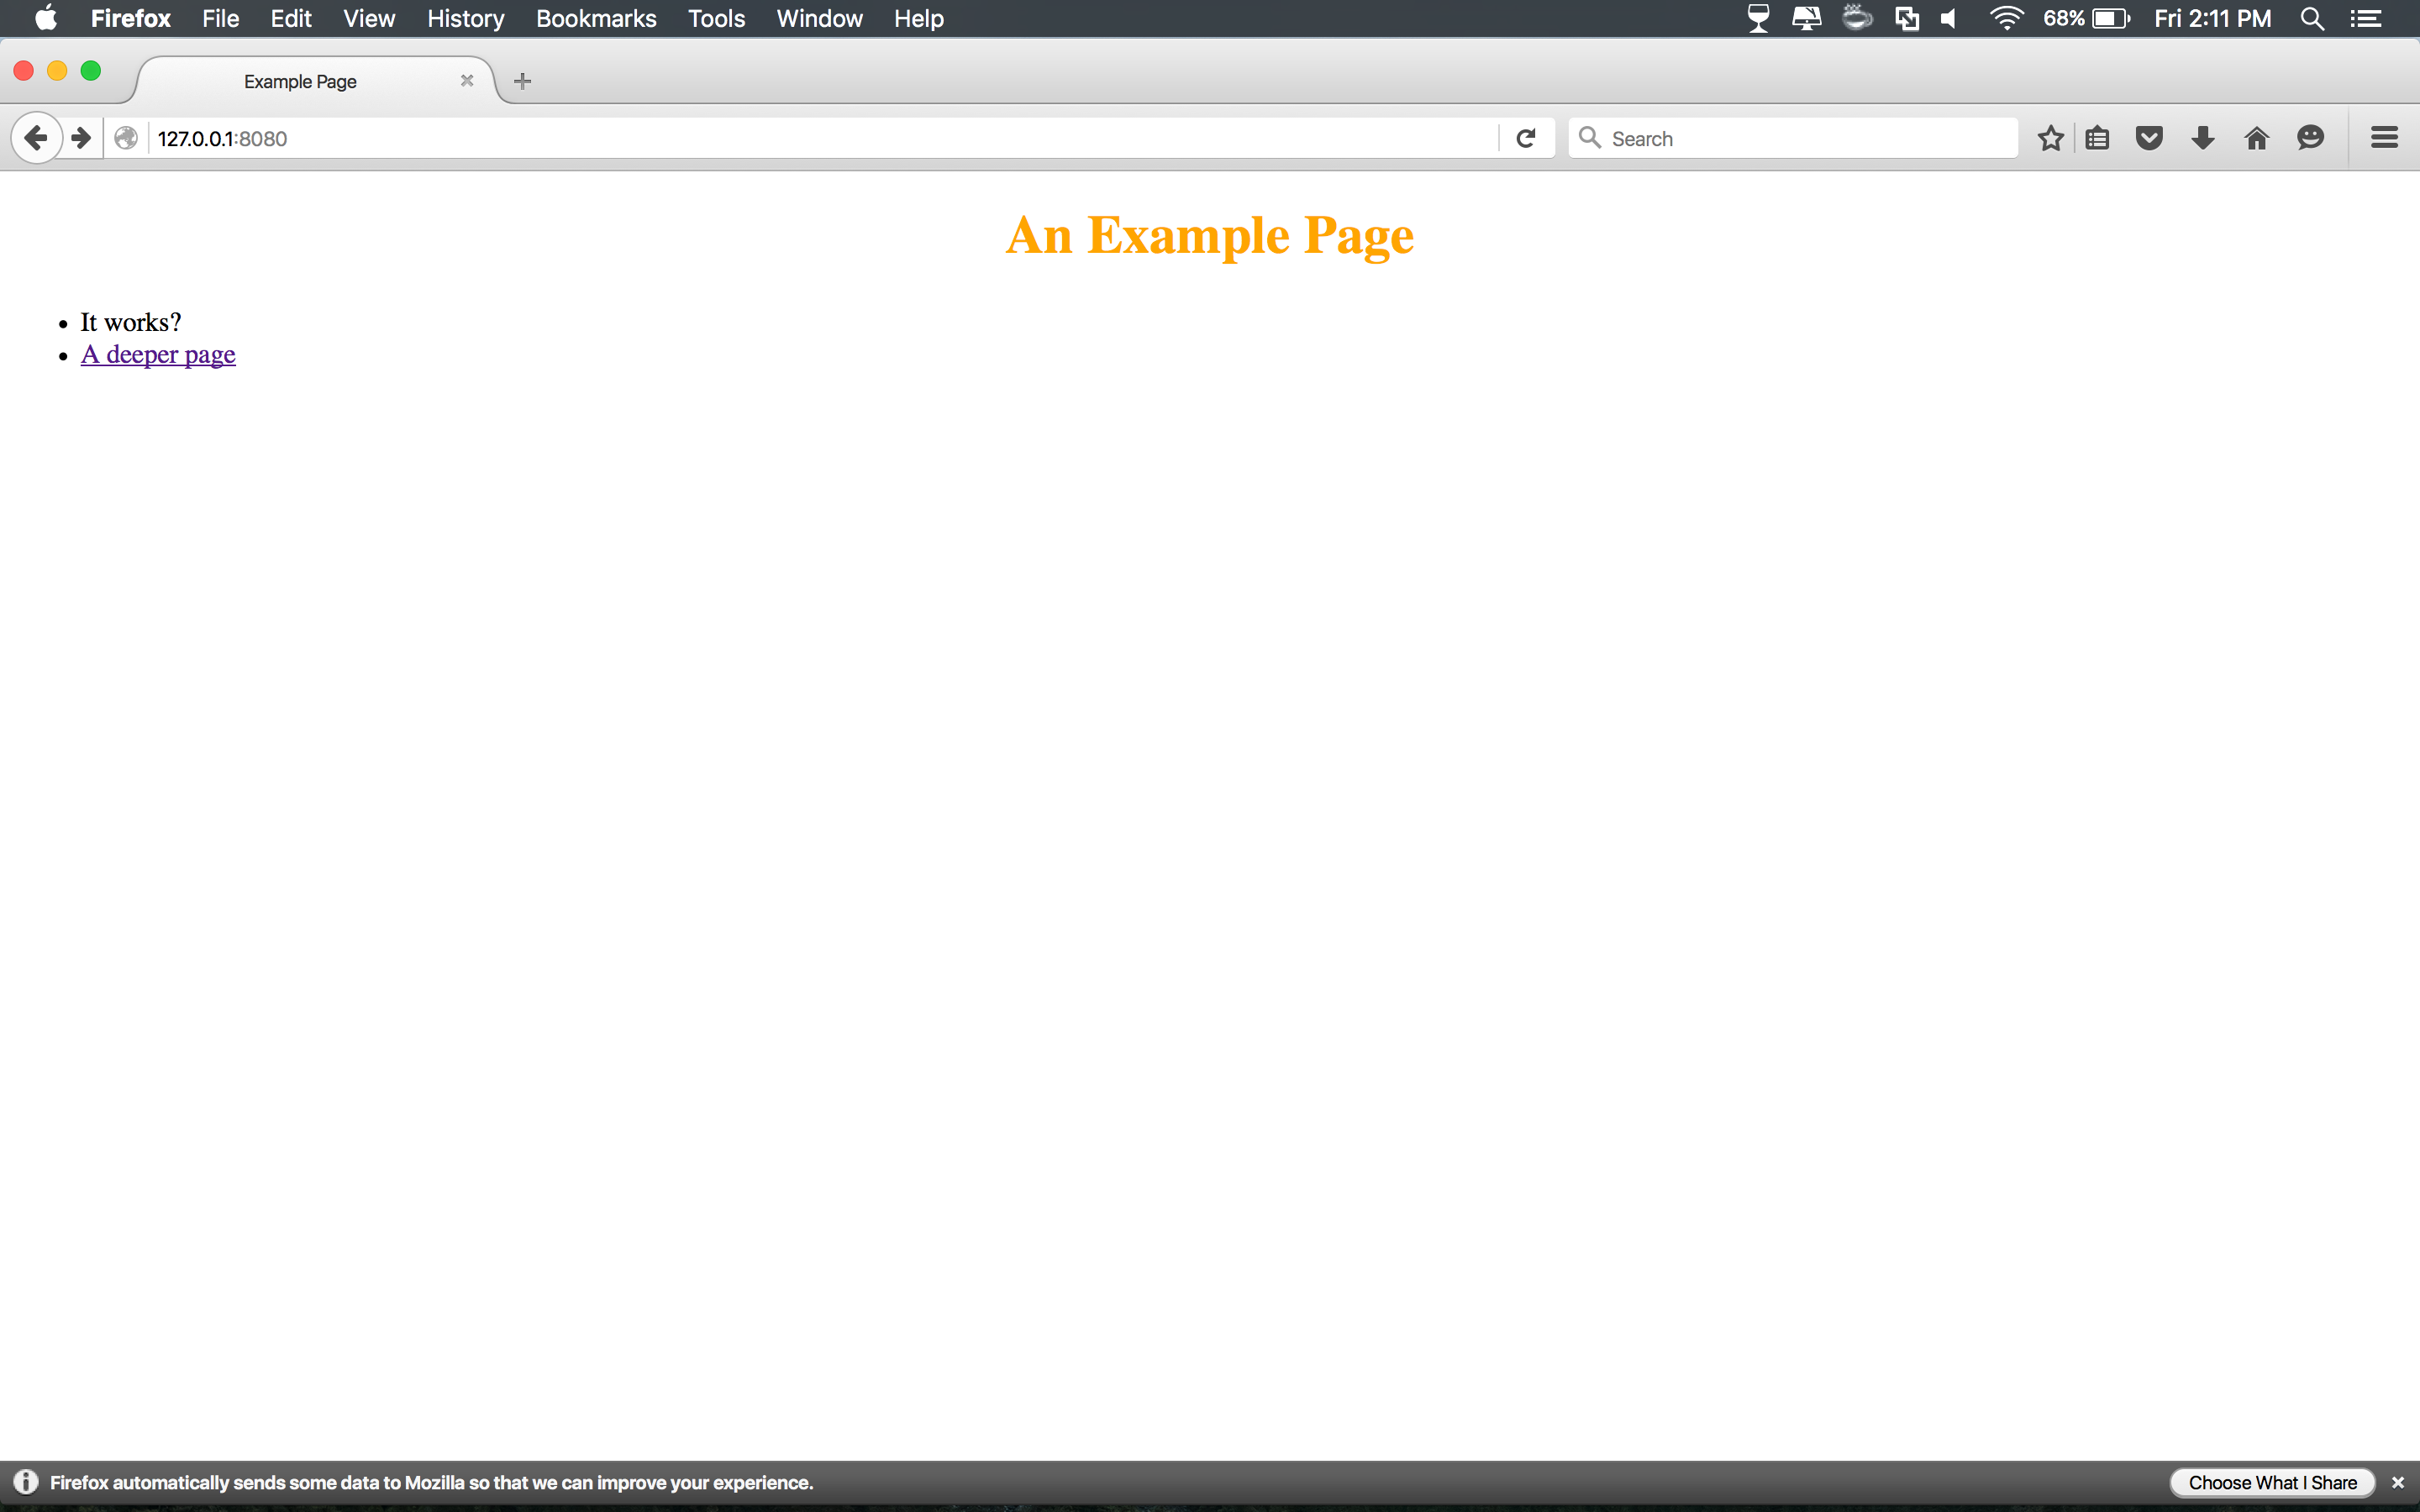 Firefox File Edit View History Bookmarks Tools Window Help 68% Fri 2:11 PM
Example Page
127.0.0.1:8080 Search
An Example Page
It works?
A deeper page
Firefox automatically sends some data to Mozilla so that we can improve your experience. Choose What I Share